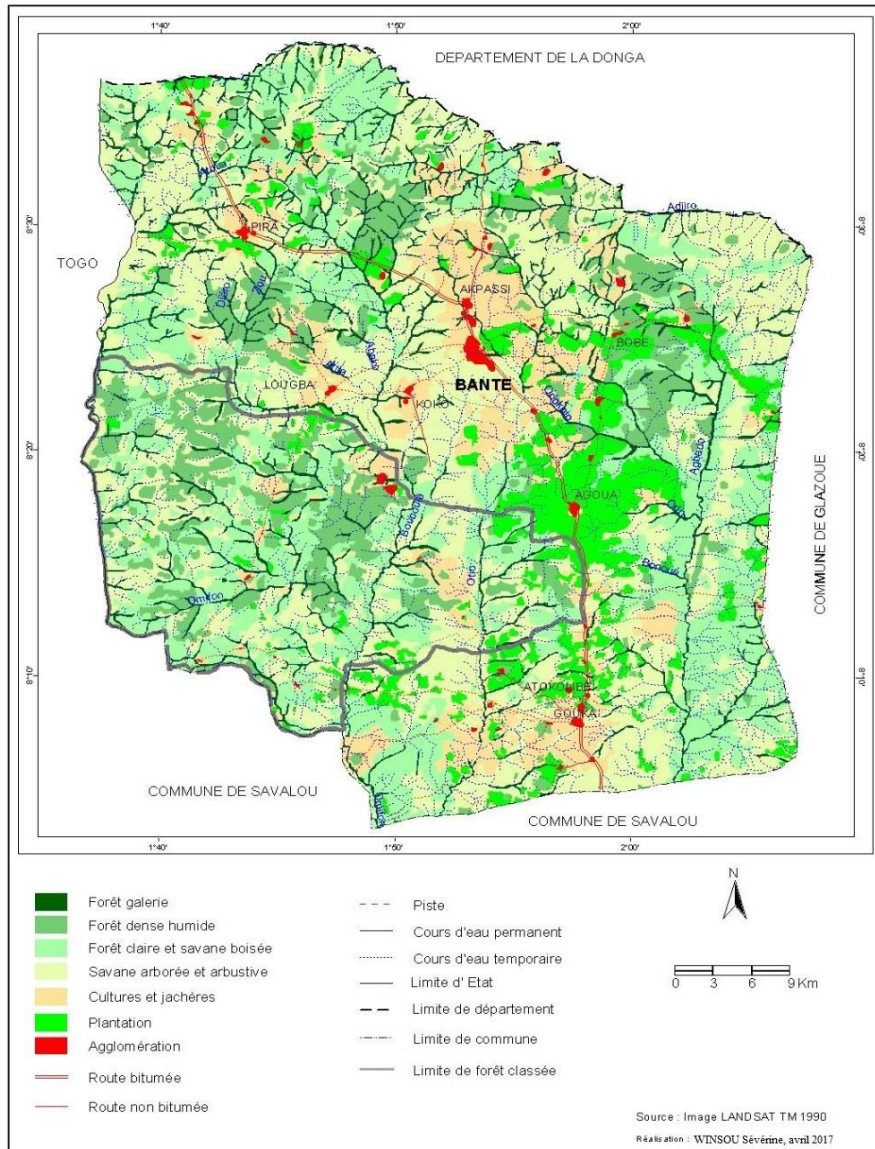 1°40'
1°50'
2°00'
DEPARTEMENT DE LA DONGA
Adjiro
8°30'
8°30'
PIRA
TOGO
Djibio
Zou
AKPASSI
BOBE
BANTE
LOUGBA
KOKO
8°20'
8°20'
Agbado
AGOUA
COMMUNE DE GLAZOUE
Otio
8°10'
8°10'
ATOKOLIBE
GOUKA
COMMUNE DE SAVALOU
COMMUNE DE SAVALOU
1°40'
1°50'
2°00'
Forêt galerie
Forêt dense humide
Forêt claire et savane boisée
Savane arborée et arbustive
Cultures et jachères
Plantation
Agglomération
Route bitumée
Route non bitumée
Piste
Cours d'eau permanent
Cours d'eau temporaire
Limite d' Etat
Limite de département
Limite de commune
Limite de forêt classée
N
0 3 6 9 Km
Source : Image LANDSAT TM 1990
Réalisation : WINSOU Sévérine, avril 2017